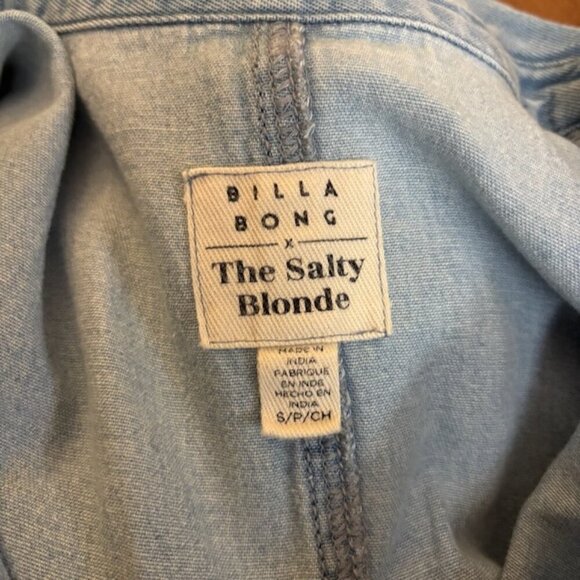 BILLA
BONG
x
The Salty
Blonde
MADE IN
INDIA
FABRIQUE
EN INDE
HECHO EN
INDIA
S/P/CH